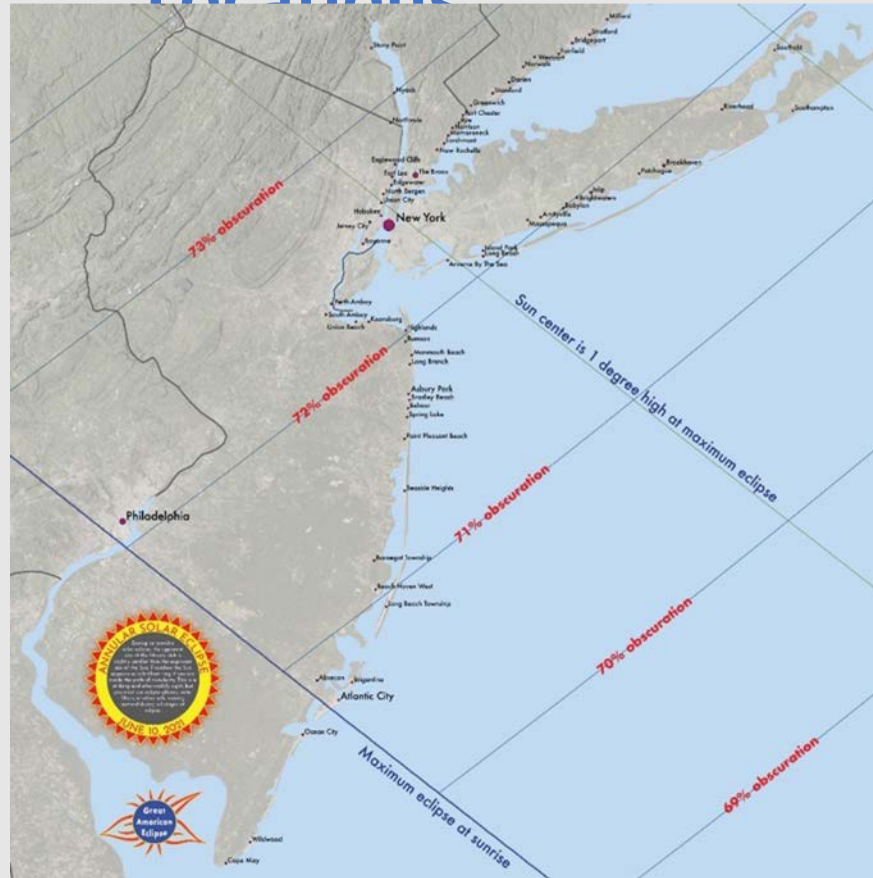 Milford
Stratford
Bridgeport
Fairfield
Westport
Norwalk
Darien
Stamford
Greenwich
Port Chester
Rye
Harrison
Mamaroneck
Larchmont
New Rochelle
Stony Point
Nyack
Northvale
Southold
Riverhead
Southampton
Englewood Cliffs
Fort Lee
The Bronx
Edgewater
North Bergen
Union City
Hoboken
New York
Jersey City
Bayonne
Brookhaven
Patchogue
Islip
Brightwaters
Babylon
Amityville
Massapequa
Island Park
Long Beach
Arverne By The Sea
73% obscuration
Perth Amboy
South Amboy
Union Beach
Keansburg
Highlands
Rumson
Monmouth Beach
Long Branch
Sun center is 1 degree high at maximum eclipse
72% obscuration
Asbury Park
Bradley Beach
Belmar
Spring Lake
Point Pleasant Beach
71% obscuration
Seaside Heights
Philadelphia
Barnegat Township
Beach Haven West
Long Beach Township
70% obscuration
ANNULAR SOLAR ECLIPSE
JUNE 10, 2021
Absecon
Brigantine
Atlantic City
Ocean City
Maximum eclipse at sunrise
69% obscuration
Great
American
Eclipse
Wildwood
Cape May